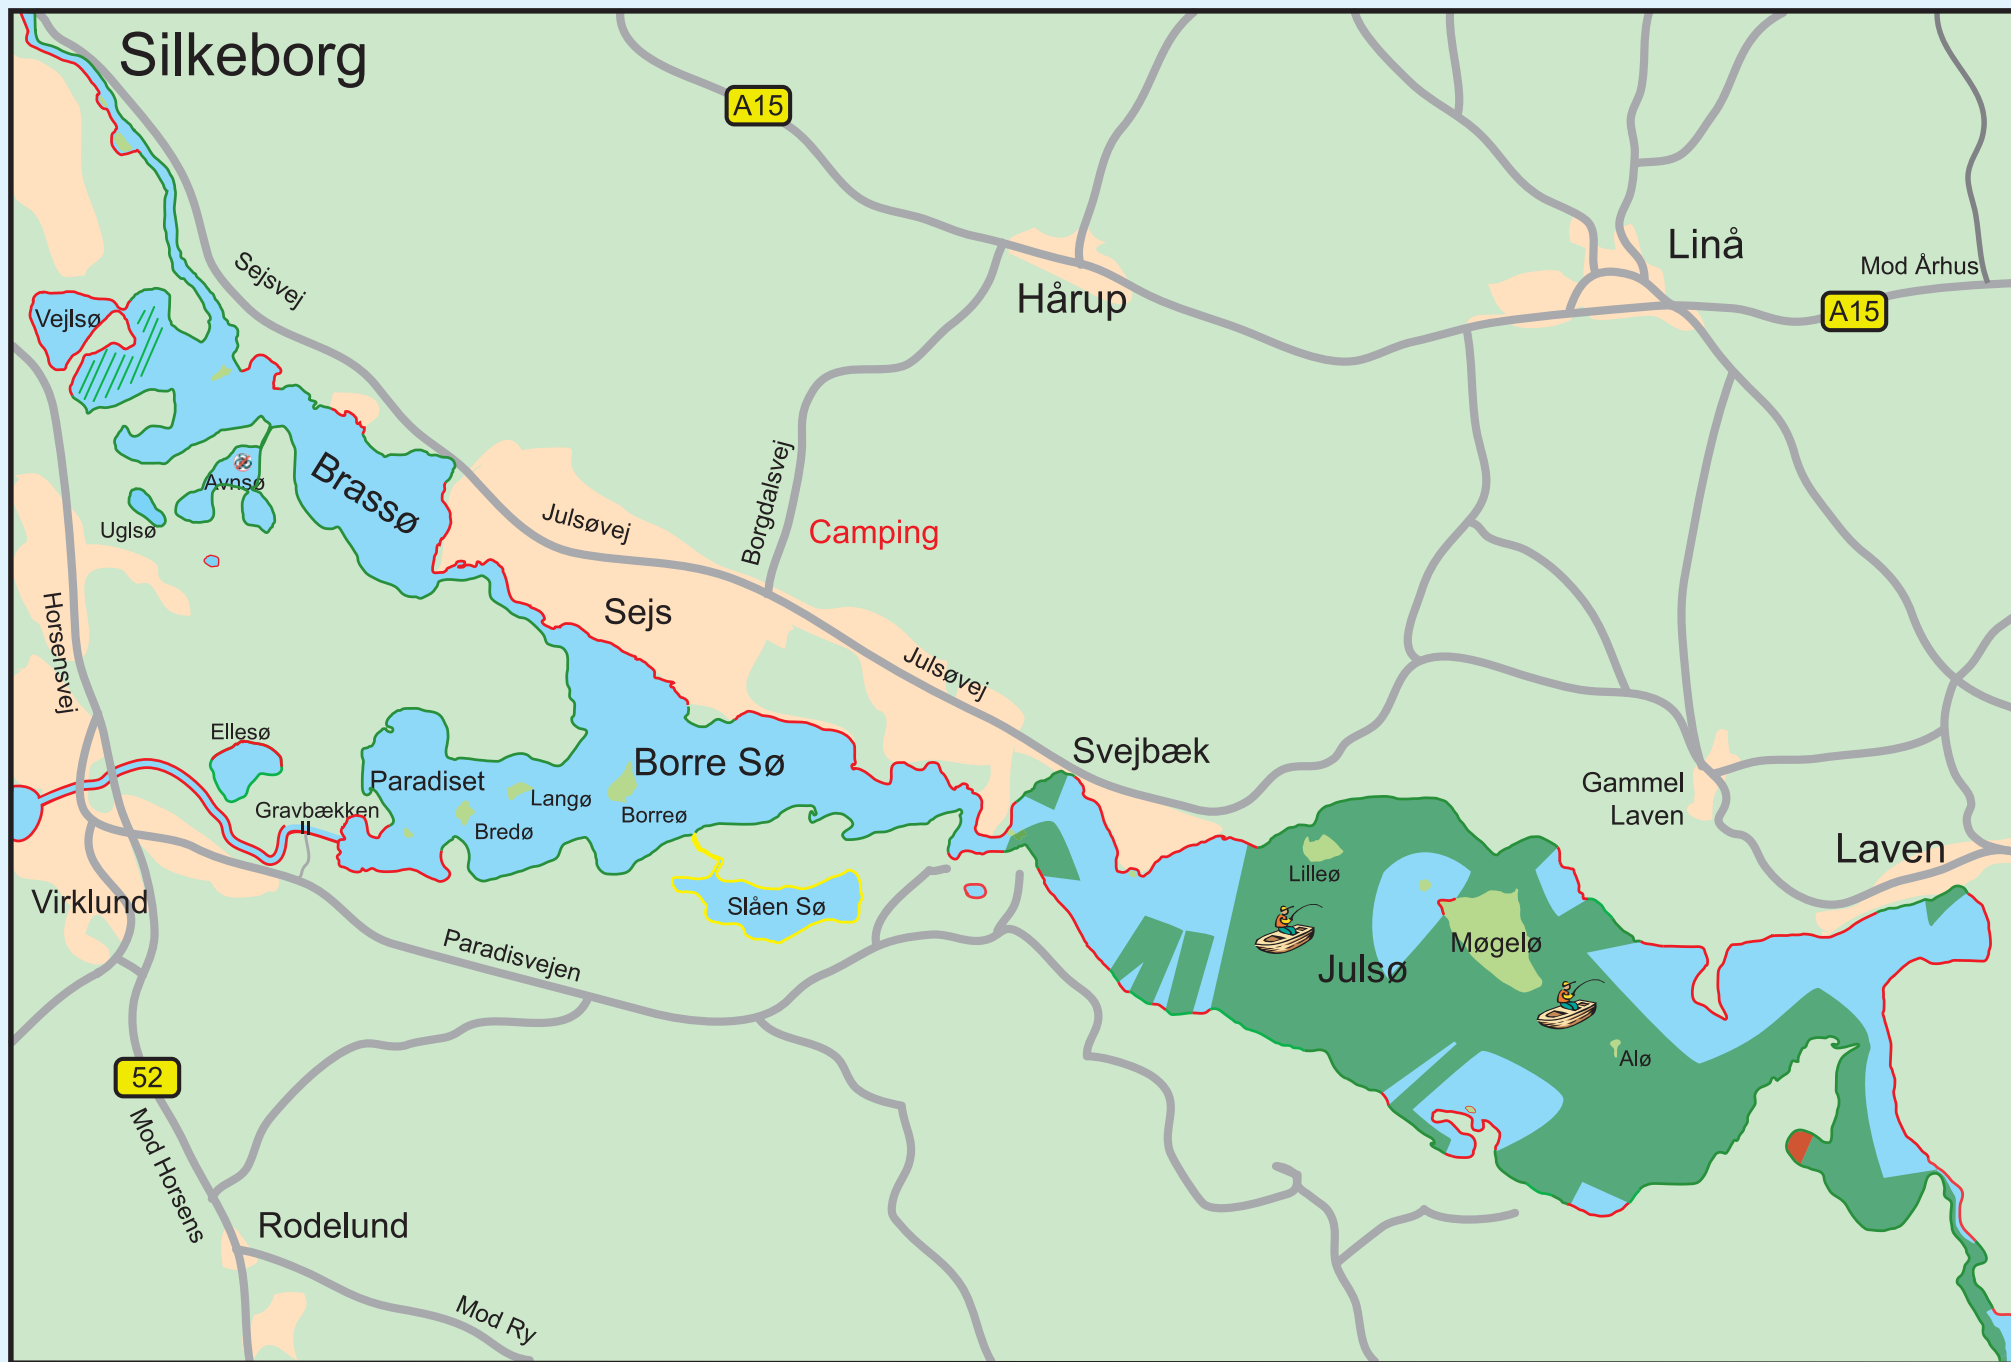 Silkeborg
A15
Linå
Mod Århus
Sejsvej
Hårup
A15
Vejlsø
Brassø
Avnsø
Uglsø
Julsøvej
Borgdalsvej
Camping
Horsensvej
Sejs
Julsøvej
Ellesø
Paradiset
Borre Sø
Svejbæk
Gammel
Laven
Gravbækken
Langø
Borreø
Bredø
Laven
Lilleø
Virklund
Slåen Sø
Paradisvejen
Møgelø
Julsø
Alø
52
Mod Horsens
Rodelund
Mod Ry